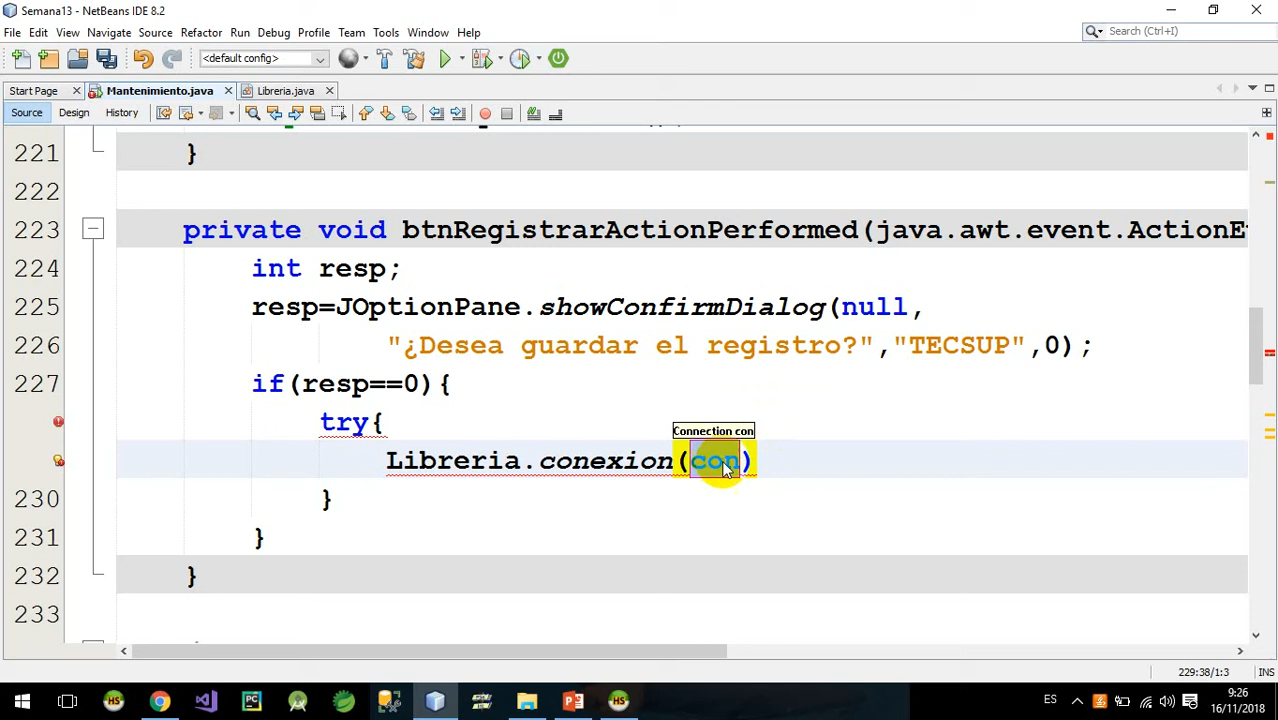 Semana13 - NetBeans IDE 8.2
File Edit View Navigate Source Refactor Run Debug Profile Team Tools Window Help
Search (Ctrl+I)
<default config>
Start Page Mantenimiento.java Libreria.java
Source Design History
221 }
222
223 private void btnRegistrarActionPerformed(java.awt.event.ActionE
224 int resp;
225 resp=JOptionPane.showConfirmDialog(null,
226 "¿Desea guardar el registro?","TECSUP",0);
227 if(resp==0){
try{
Connection con
Libreria.conexion(con)
230 }
231 }
232 }
233
229:38/1:3 INS
HS PC HS ES 9:26
16/11/2018